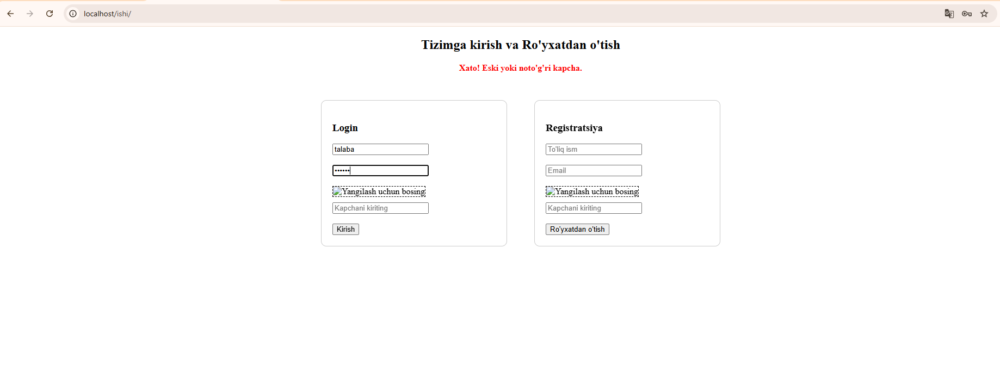 localhost/ishi/
Tizimga kirish va Ro'yxatdan o'tish
Xato! Eski yoki noto'g'ri kapcha.
Login
talaba
••••••
Yangilash uchun bosing
Kapchani kiriting
Kirish
Registratsiya
To'liq ism
Email
Yangilash uchun bosing
Kapchani kiriting
Ro'yxatdan o'tish